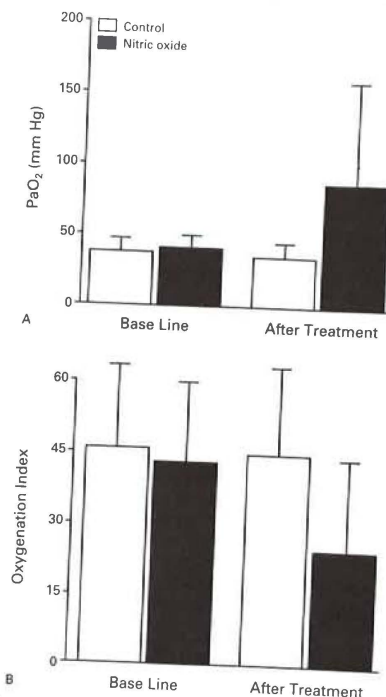 200
Control
Nitric oxide
150
100
50
0
PaO₂ (mm Hg)
A
Base Line After Treatment
60
45
30
15
0
Oxygenation Index
B
Base Line After Treatment